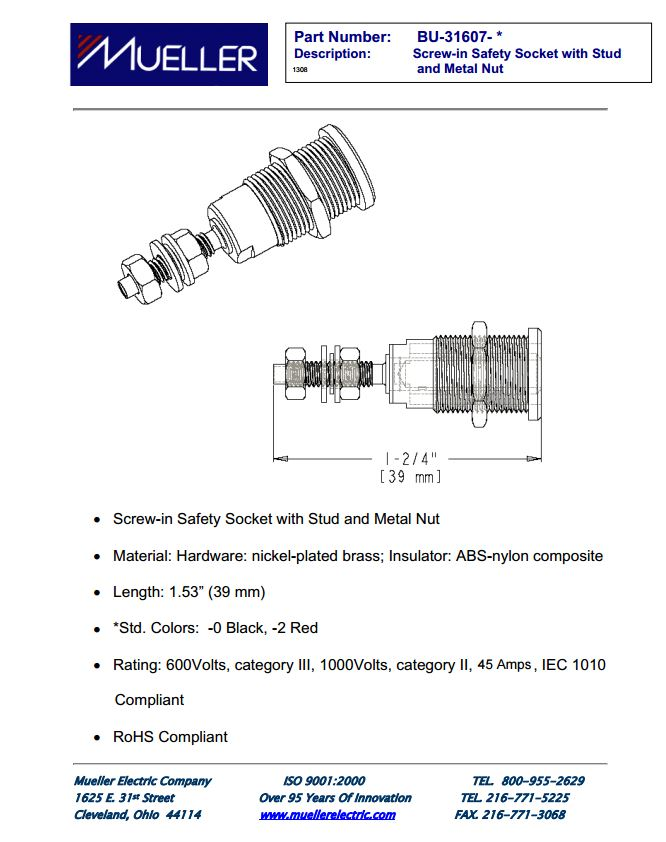 MUELLER
Part Number: BU-31607- *
Description: Screw-in Safety Socket with Stud
1308 and Metal Nut
1-2/4"
[39 mm]
• Screw-in Safety Socket with Stud and Metal Nut
• Material: Hardware: nickel-plated brass; Insulator: ABS-nylon composite
• Length: 1.53” (39 mm)
• *Std. Colors: -0 Black, -2 Red
• Rating: 600Volts, category III, 1000Volts, category II, 45 Amps, IEC 1010
Compliant
• RoHS Compliant
Mueller Electric Company ISO 9001:2000 TEL. 800-955-2629
1625 E. 31st Street Over 95 Years Of Innovation TEL. 216-771-5225
Cleveland, Ohio 44114 www.muellerelectric.com FAX. 216-771-3068